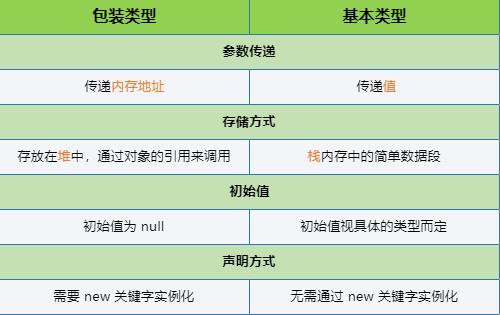 包装类型 基本类型
参数传递
传递内存地址 传递值
存储方式
存放在堆中，通过对象的引用来调用 栈内存中的简单数据段
初始值
初始值为 null 初始值视具体的类型而定
声明方式
需要 new 关键字实例化 无需通过 new 关键字实例化